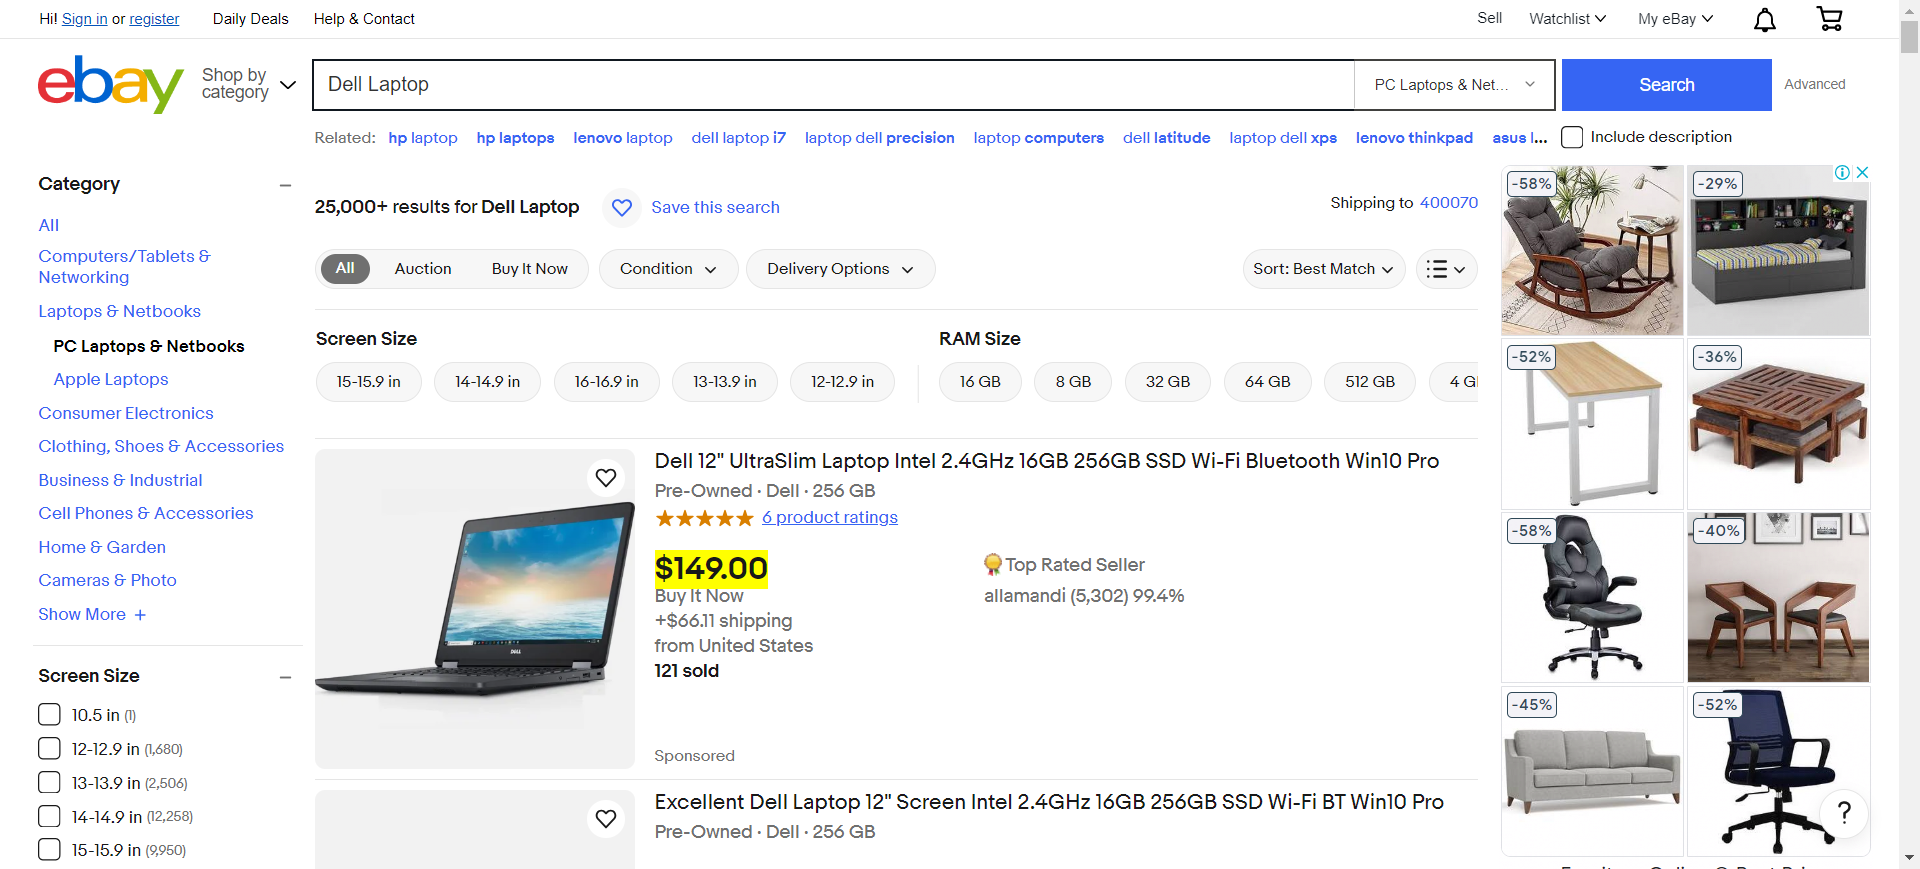 Hi! Sign in or register
Daily Deals
Help & Contact
Sell
Watchlist
My eBay
ebay
Shop by
category
Dell Laptop
PC Laptops & Net...
Search
Advanced
Related: hp laptop hp laptops lenovo laptop dell laptop i7 laptop dell precision laptop computers dell latitude laptop dell xps lenovo thinkpad asus l...
Include description
Category
All
Computers/Tablets &
Networking
Laptops & Netbooks
PC Laptops & Netbooks
Apple Laptops
Consumer Electronics
Clothing, Shoes & Accessories
Business & Industrial
Cell Phones & Accessories
Home & Garden
Cameras & Photo
Show More +
Screen Size
10.5 in (1)
12-12.9 in (1,680)
13-13.9 in (2,506)
14-14.9 in (12,258)
15-15.9 in (9,950)
25,000+ results for Dell Laptop
Save this search
Shipping to 400070
All
Auction
Buy It Now
Condition
Delivery Options
Sort: Best Match
Screen Size
15-15.9 in
14-14.9 in
16-16.9 in
13-13.9 in
12-12.9 in
RAM Size
16 GB
8 GB
32 GB
64 GB
512 GB
4 G
Dell 12" UltraSlim Laptop Intel 2.4GHz 16GB 256GB SSD Wi-Fi Bluetooth Win10 Pro
Pre-Owned · Dell · 256 GB
6 product ratings
$149.00
Buy It Now
+$66.11 shipping
from United States
121 sold
Top Rated Seller
allamandi (5,302) 99.4%
Sponsored
DELL
Excellent Dell Laptop 12" Screen Intel 2.4GHz 16GB 256GB SSD Wi-Fi BT Win10 Pro
Pre-Owned · Dell · 256 GB
-58%
-29%
-52%
-36%
-58%
-40%
-45%
-52%
?